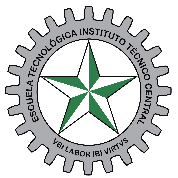 ESCUELA TECNOLÓGICA INSTITUTO TÉCNICO CENTRAL
VBI LABOR IBI VIRTVS